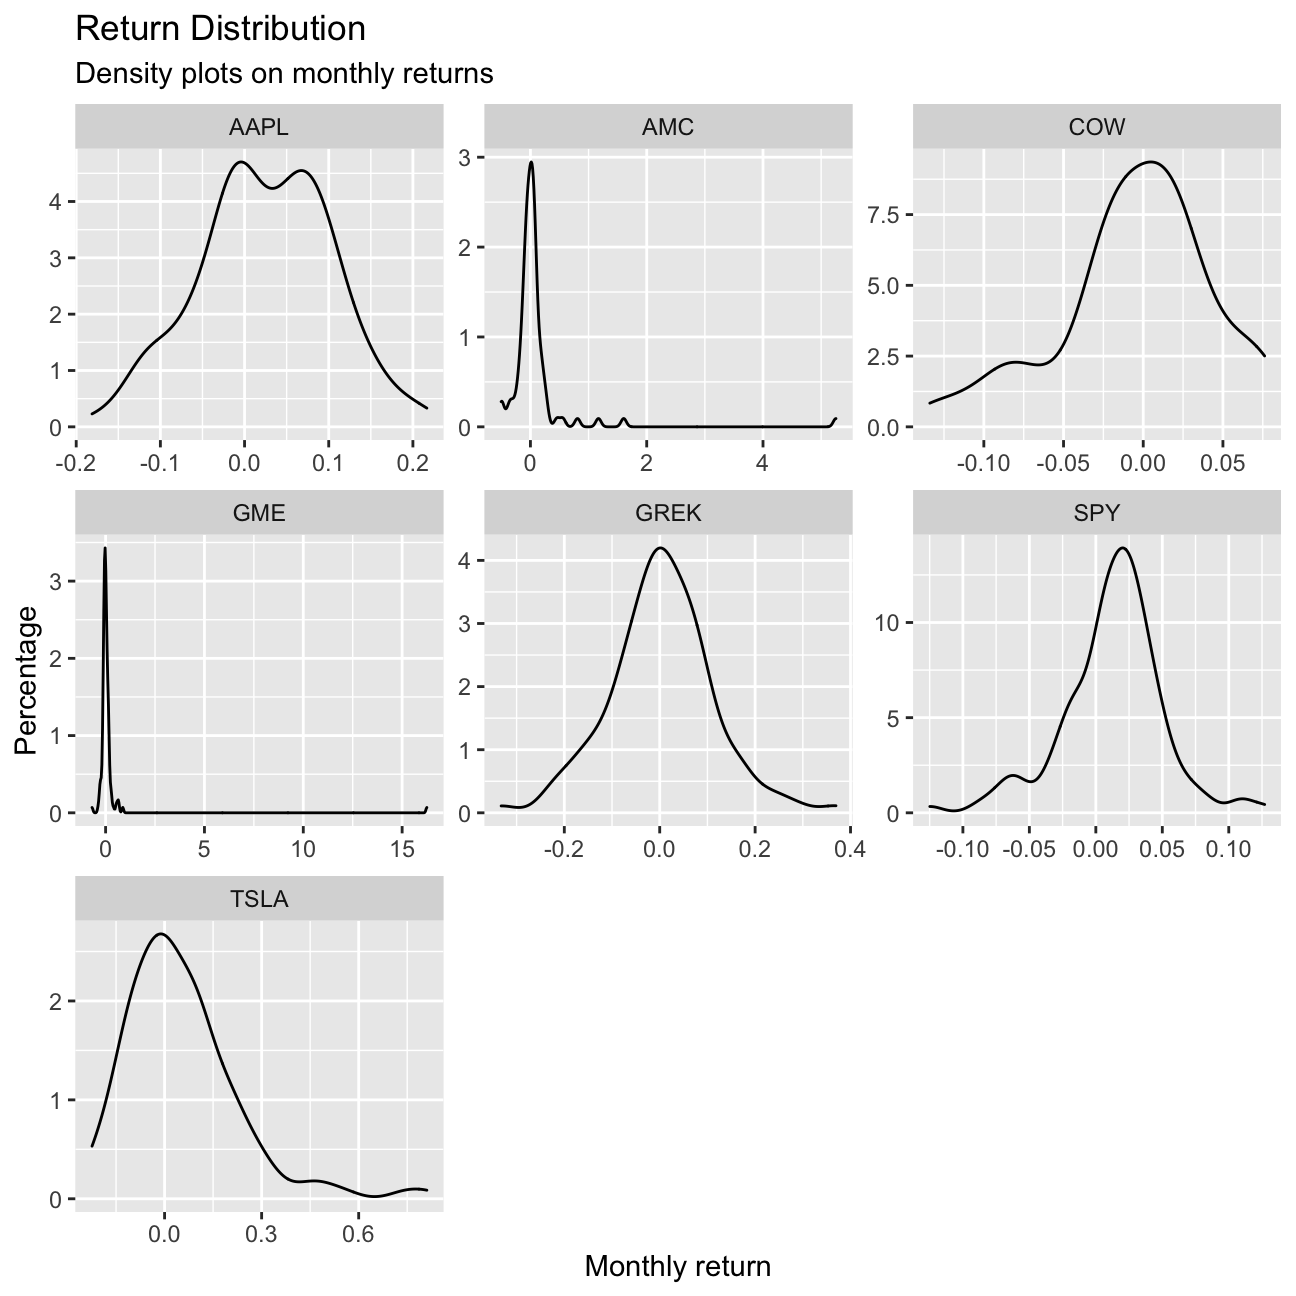 Return Distribution
Density plots on monthly returns
AAPL
4
3
2
1
0
-0.2 -0.1 0.0 0.1 0.2
AMC
3
2
1
0
0 2 4
COW
7.5
5.0
2.5
0.0
-0.10 -0.05 0.00 0.05
Percentage
GME
3
2
1
0
0 5 10 15
GREK
4
3
2
1
0
-0.2 0.0 0.2 0.4
SPY
10
5
0
-0.10 -0.05 0.00 0.05 0.10
TSLA
2
1
0
0.0 0.3 0.6
Monthly return